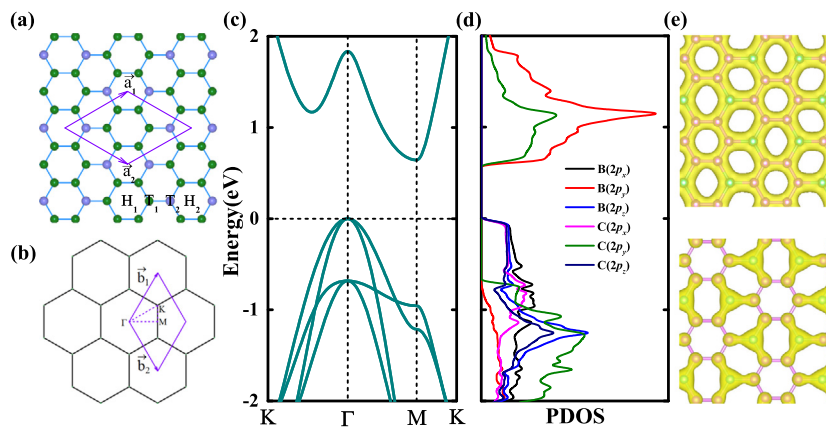 (a)
a⃗1
a⃗2
H1 T1 T2 H2
(b)
b⃗1
K
Γ
M
b⃗2
(c)
Energy(eV)
2
1
0
-1
-2
K Γ M K
(d)
B(2px)
B(2py)
B(2pz)
C(2px)
C(2py)
C(2pz)
PDOS
(e)